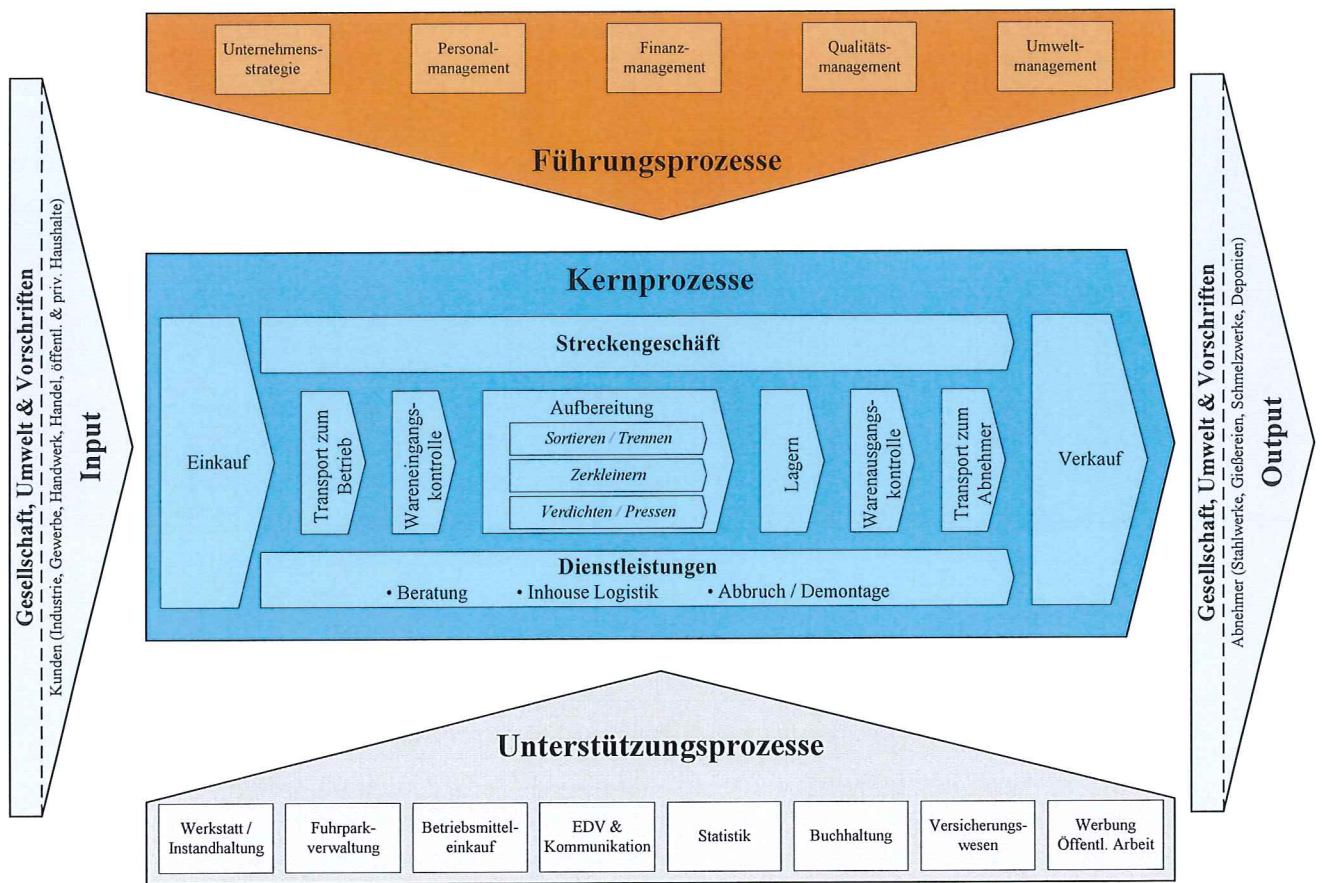 Unternehmens-
strategie
Personal-
management
Finanz-
management
Qualitäts-
management
Umwelt-
management
Führungsprozesse
Gesellschaft, Umwelt & Vorschriften
Kunden (Industrie, Gewerbe, Handwerk, Handel, öffentl. & priv. Haushalte)
Input
Kernprozesse
Streckengeschäft
Einkauf
Transport zum
Betrieb
Wareneingangs-
kontrolle
Aufbereitung
Sortieren / Trennen
Zerkleinern
Verdichten / Pressen
Lagern
Warenausgangs-
kontrolle
Transport zum
Abnehmer
Verkauf
Dienstleistungen
• Beratung • Inhouse Logistik • Abbruch / Demontage
Gesellschaft, Umwelt & Vorschriften
Abnehmer (Stahlwerke, Gießereien, Schmelzwerke, Deponien)
Output
Unterstützungsprozesse
Werkstatt /
Instandhaltung
Fuhrpark-
verwaltung
Betriebsmittel-
einkauf
EDV &
Kommunikation
Statistik
Buchhaltung
Versicherungs-
wesen
Werbung
Öffentl. Arbeit